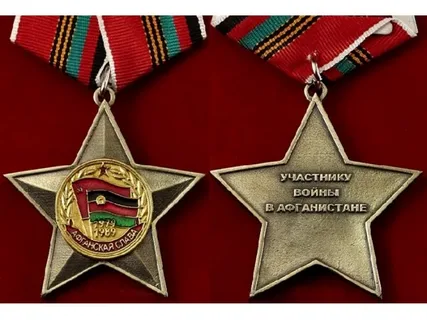 1979
1989
АФГАНСКАЯ СЛАВА
УЧАСТНИКУ
ВОЙНЫ
В АФГАНИСТАНЕ